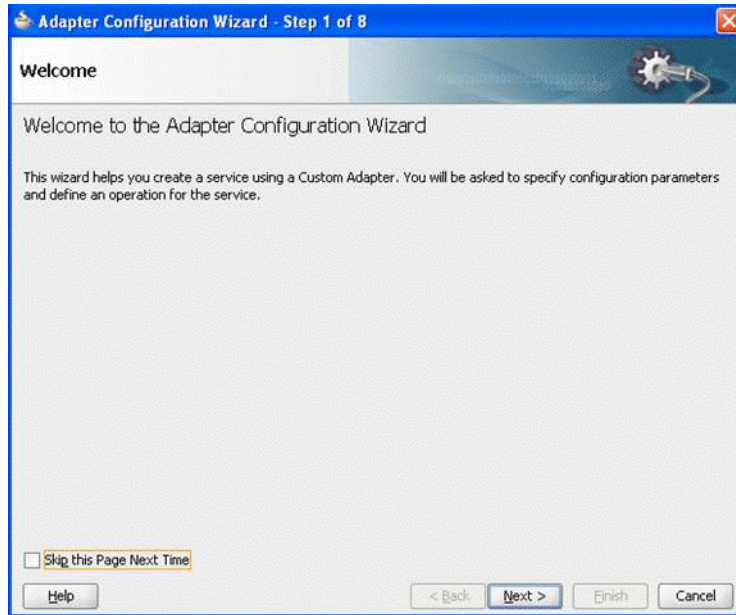 Adapter Configuration Wizard - Step 1 of 8
Welcome
Welcome to the Adapter Configuration Wizard
This wizard helps you create a service using a Custom Adapter. You will be asked to specify configuration parameters
and define an operation for the service.
Skip this Page Next Time
Help
< Back
Next >
Finish
Cancel